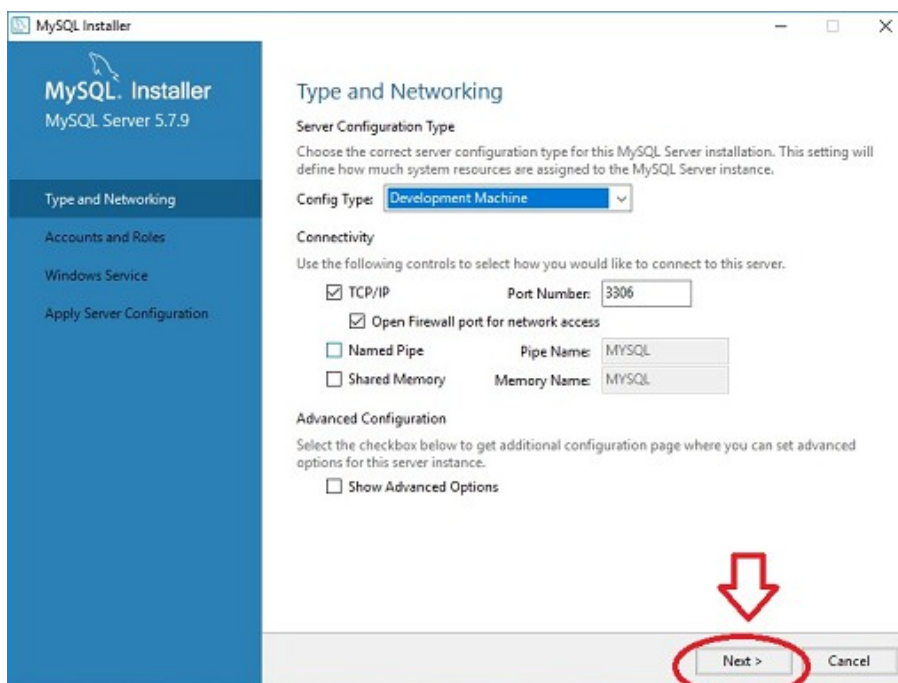 MySQL Installer
MySQL. Installer
MySQL Server 5.7.9
Type and Networking
Accounts and Roles
Windows Service
Apply Server Configuration
Type and Networking
Server Configuration Type
Choose the correct server configuration type for this MySQL Server installation. This setting will
define how much system resources are assigned to the MySQL Server instance.
Config Type: Development Machine
Connectivity
Use the following controls to select how you would like to connect to this server.
TCP/IP Port Number: 3306
Open Firewall port for network access
Named Pipe Pipe Name: MYSQL
Shared Memory Memory Name: MYSQL
Advanced Configuration
Select the checkbox below to get additional configuration page where you can set advanced
options for this server instance.
Show Advanced Options
Next > Cancel